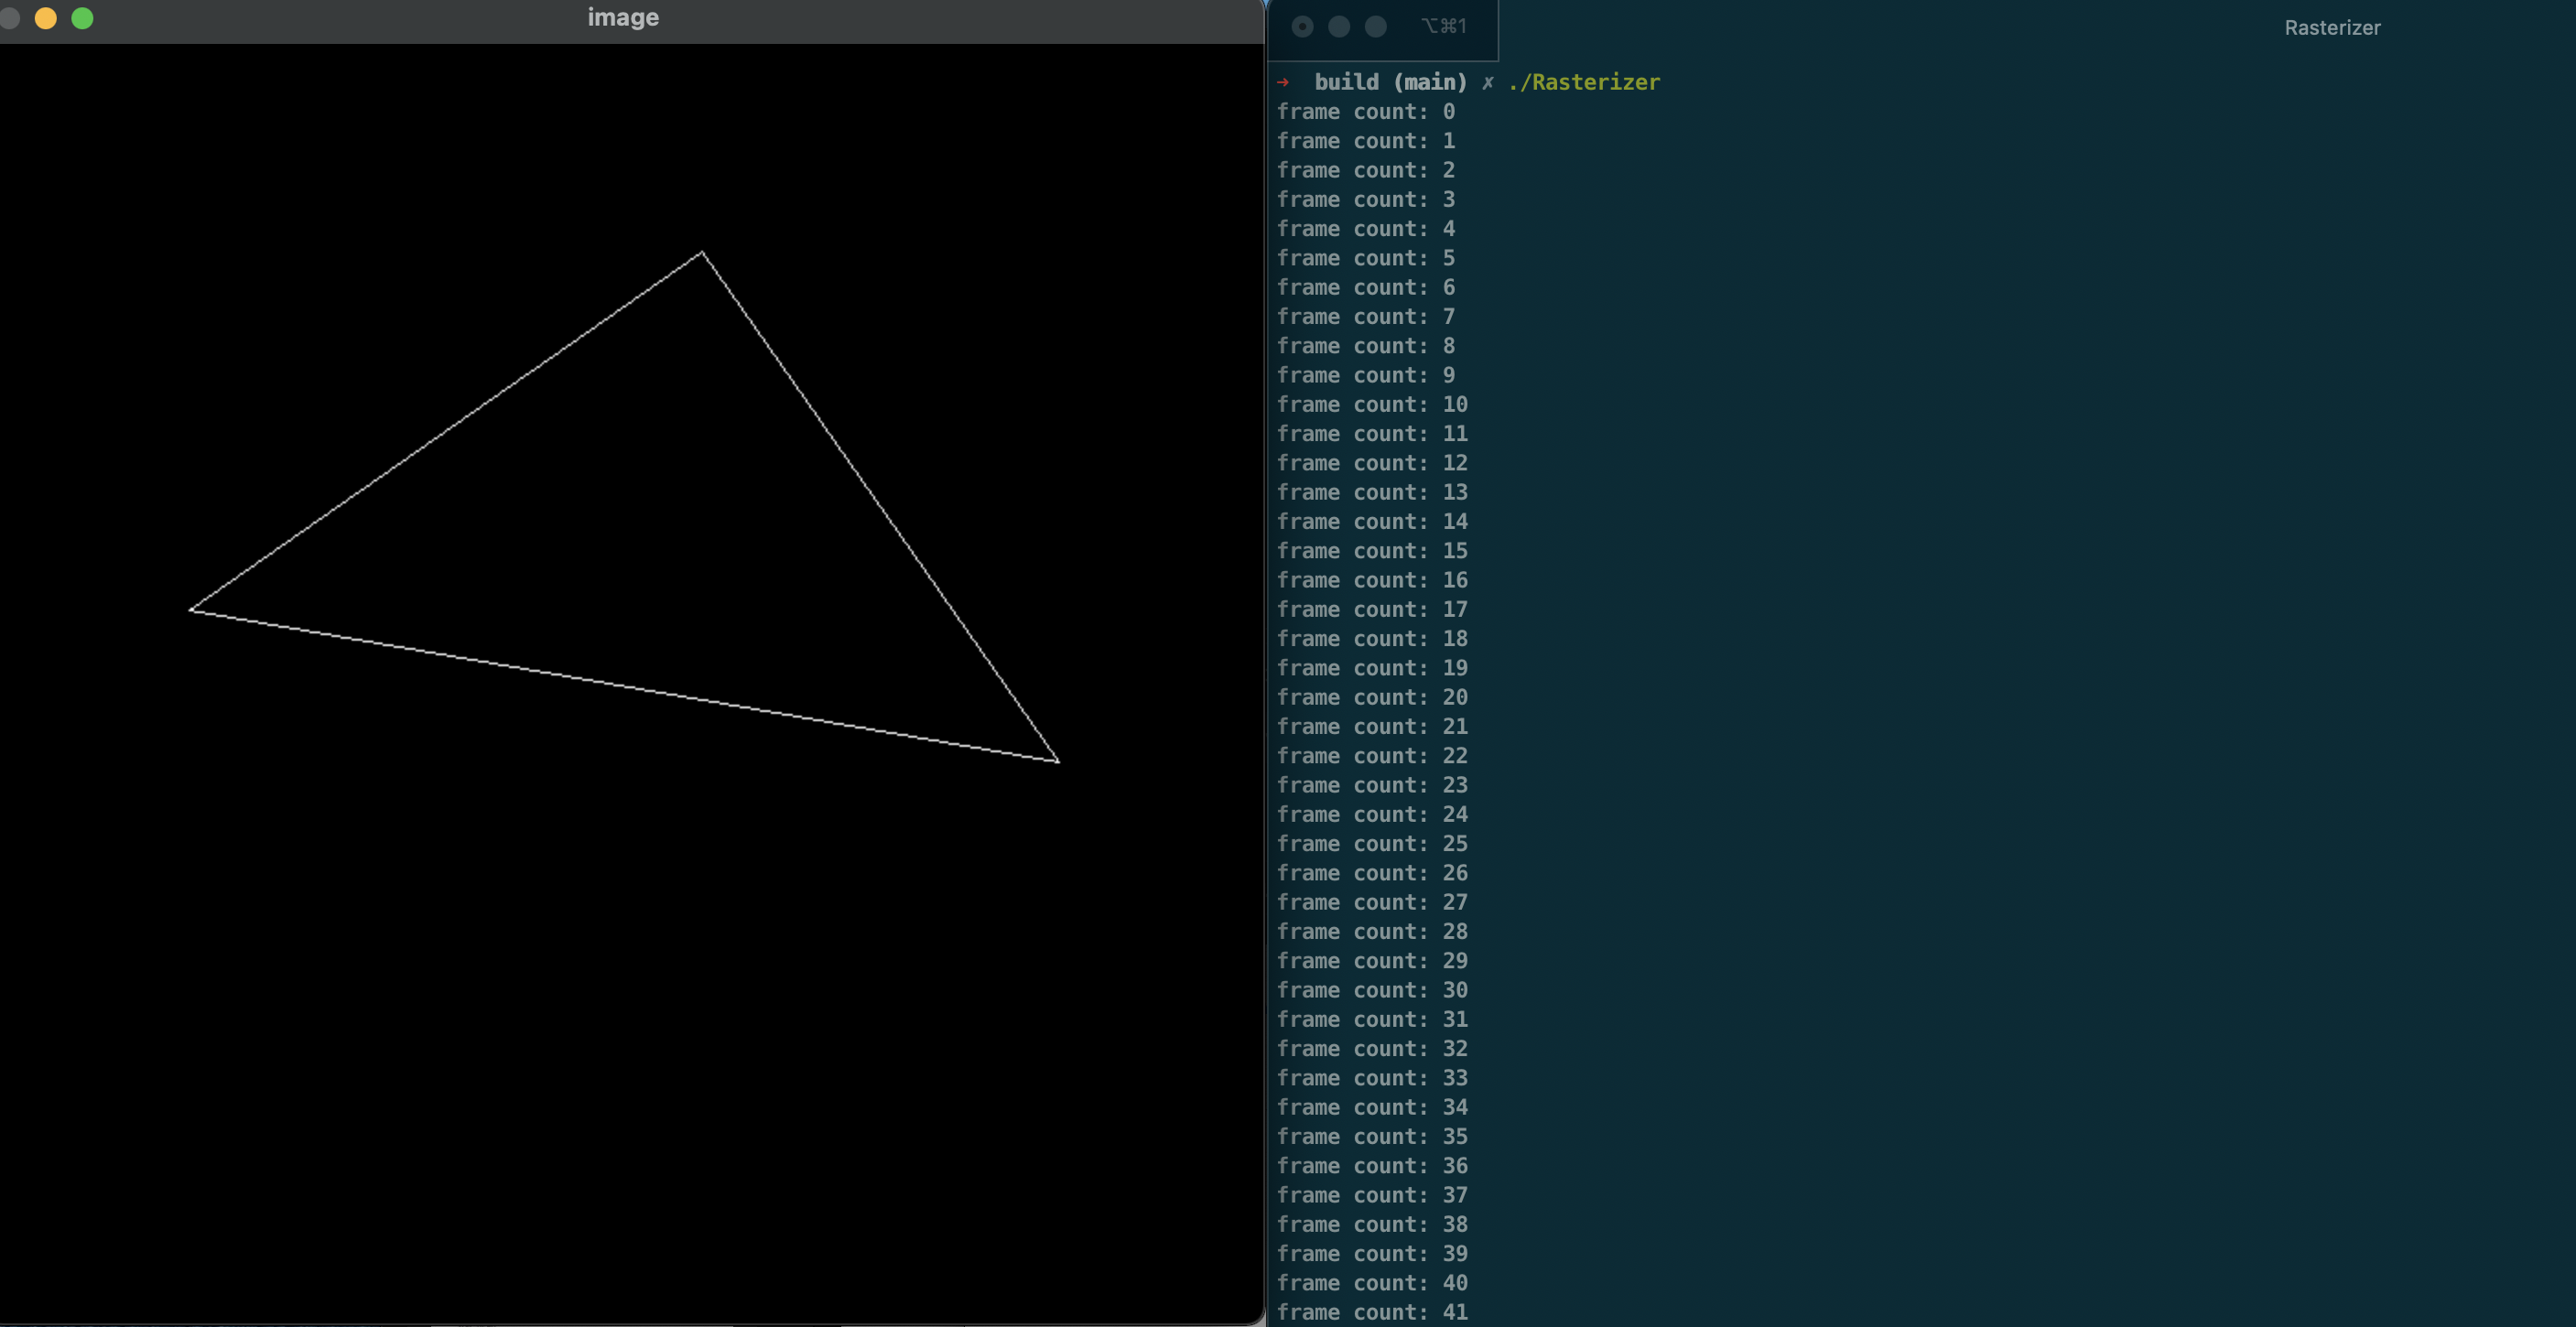 image
⌥⌘1
Rasterizer
→ build (main) ✗ ./Rasterizer
frame count: 0
frame count: 1
frame count: 2
frame count: 3
frame count: 4
frame count: 5
frame count: 6
frame count: 7
frame count: 8
frame count: 9
frame count: 10
frame count: 11
frame count: 12
frame count: 13
frame count: 14
frame count: 15
frame count: 16
frame count: 17
frame count: 18
frame count: 19
frame count: 20
frame count: 21
frame count: 22
frame count: 23
frame count: 24
frame count: 25
frame count: 26
frame count: 27
frame count: 28
frame count: 29
frame count: 30
frame count: 31
frame count: 32
frame count: 33
frame count: 34
frame count: 35
frame count: 36
frame count: 37
frame count: 38
frame count: 39
frame count: 40
frame count: 41